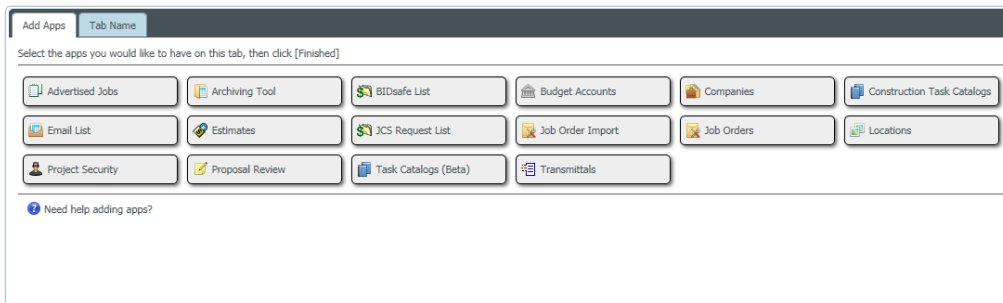 Add Apps Tab Name
Select the apps you would like to have on this tab, then click [Finished]
Advertised Jobs Archiving Tool BIDsafe List Budget Accounts Companies Construction Task Catalogs
Email List Estimates JCS Request List Job Order Import Job Orders Locations
Project Security Proposal Review Task Catalogs (Beta) Transmittals
Need help adding apps?